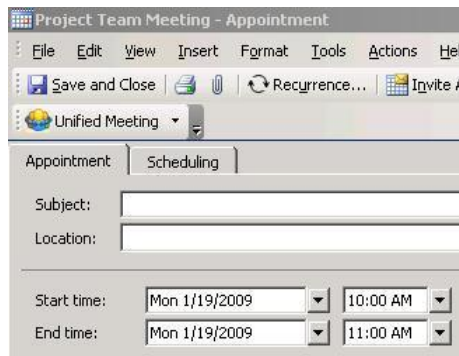 Project Team Meeting - Appointment
File Edit View Insert Format Tools Actions
Save and Close Recurrence... Invite
Unified Meeting
Appointment Scheduling
Subject:
Location:
Start time: Mon 1/19/2009 10:00 AM
End time: Mon 1/19/2009 11:00 AM